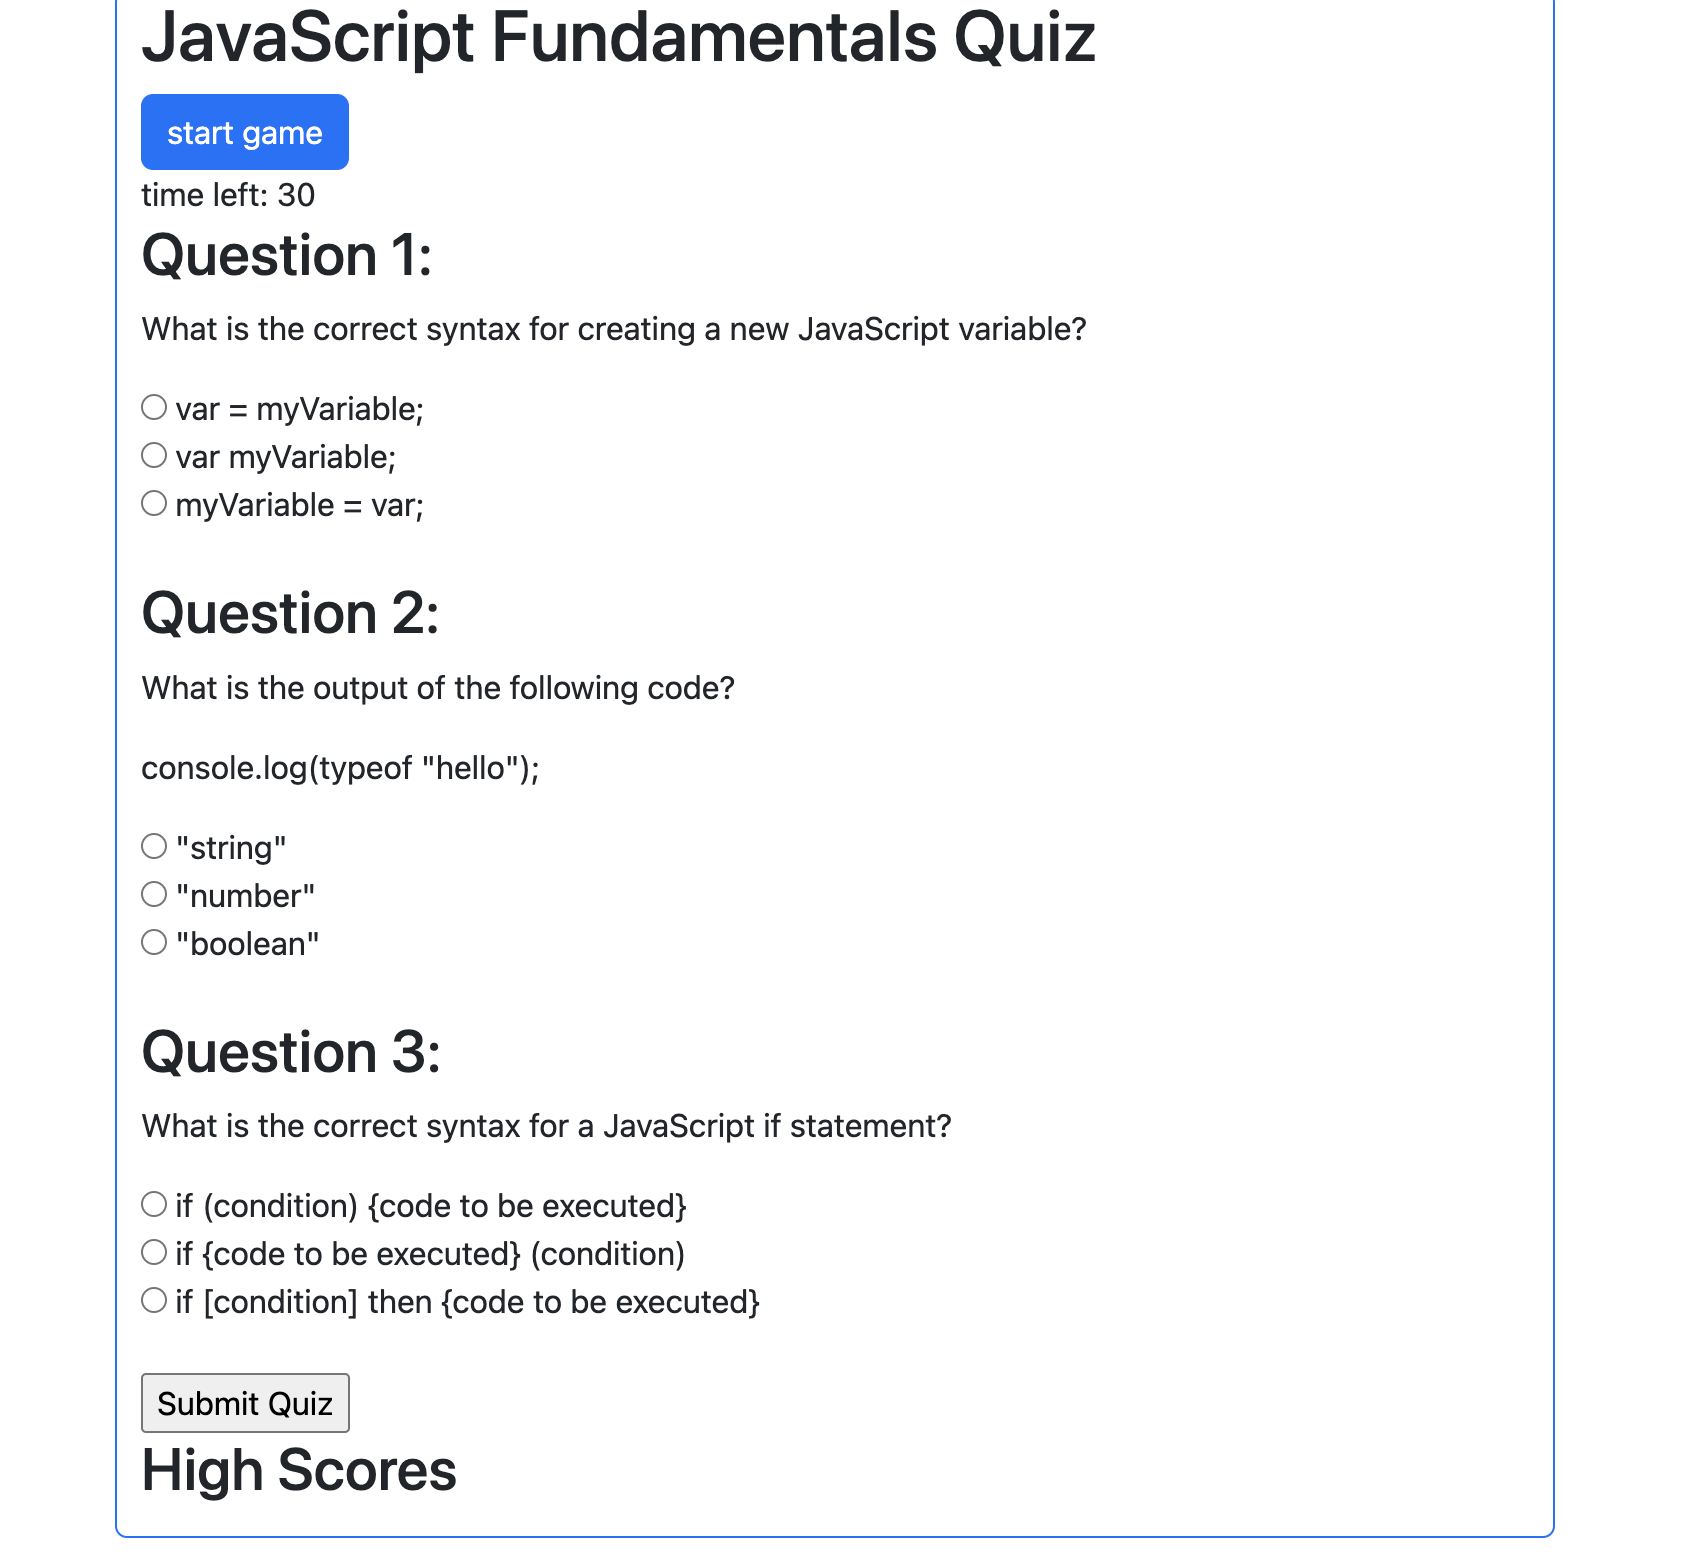 JavaScript Fundamentals Quiz
start game
time left: 30
Question 1:
What is the correct syntax for creating a new JavaScript variable?
var = myVariable;
var myVariable;
myVariable = var;
Question 2:
What is the output of the following code?
console.log(typeof "hello");
"string"
"number"
"boolean"
Question 3:
What is the correct syntax for a JavaScript if statement?
if (condition) {code to be executed}
if {code to be executed} (condition)
if [condition] then {code to be executed}
Submit Quiz
High Scores